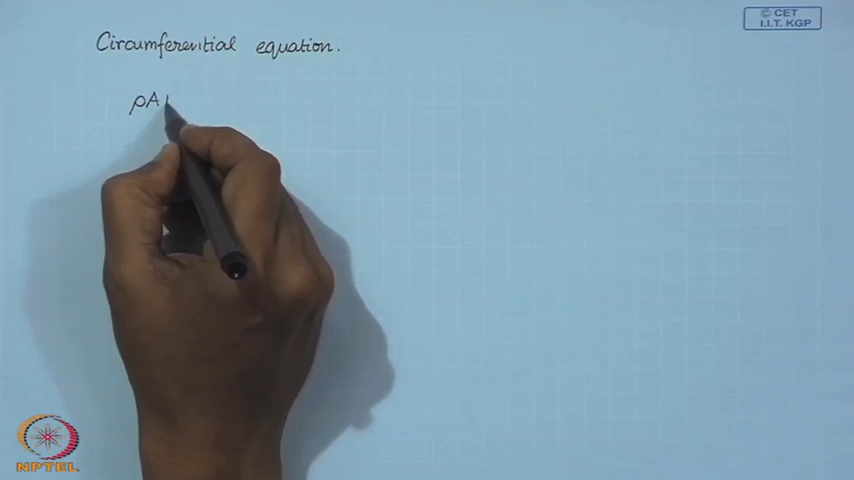 © CET
I.I.T. KGP
Circumferential equation.
ρA
NPTEL